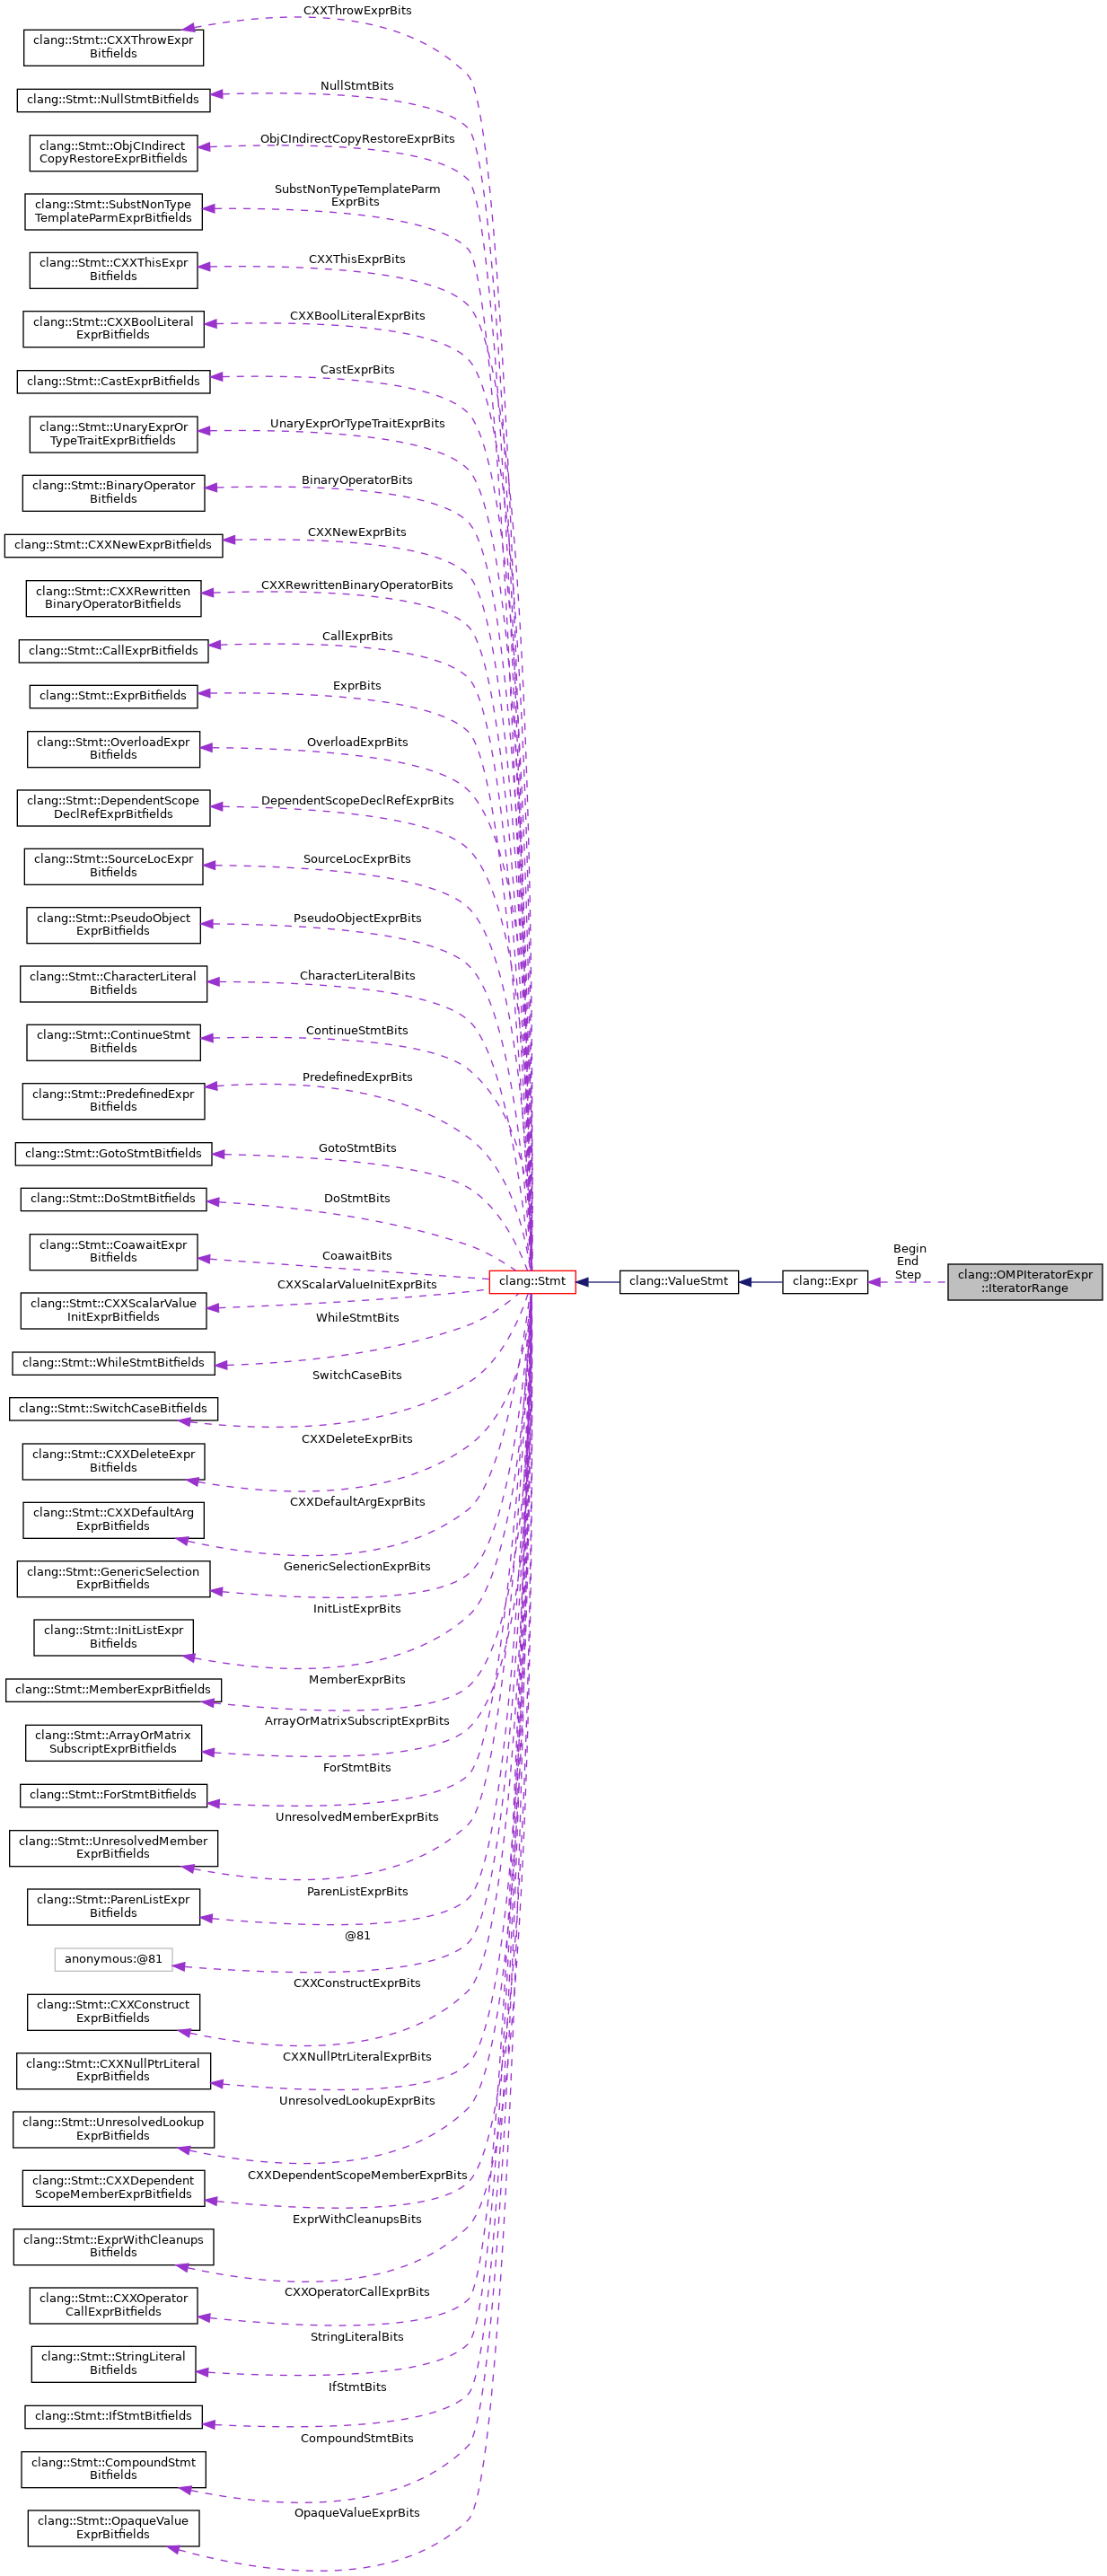 CXXThrowExprBits
clang::Stmt::CXXThrowExpr
Bitfields
NullStmtBits
clang::Stmt::NullStmtBitfields
ObjCIndirectCopyRestoreExprBits
clang::Stmt::ObjCIndirect
CopyRestoreExprBitfields
SubstNonTypeTemplateParm
ExprBits
clang::Stmt::SubstNonType
TemplateParmExprBitfields
CXXThisExprBits
clang::Stmt::CXXThisExpr
Bitfields
CXXBoolLiteralExprBits
clang::Stmt::CXXBoolLiteral
ExprBitfields
CastExprBits
clang::Stmt::CastExprBitfields
UnaryExprOrTypeTraitExprBits
clang::Stmt::UnaryExprOr
TypeTraitExprBitfields
BinaryOperatorBits
clang::Stmt::BinaryOperator
Bitfields
CXXNewExprBits
clang::Stmt::CXXNewExprBitfields
CXXRewrittenBinaryOperatorBits
clang::Stmt::CXXRewritten
BinaryOperatorBitfields
CallExprBits
clang::Stmt::CallExprBitfields
ExprBits
clang::Stmt::ExprBitfields
OverloadExprBits
clang::Stmt::OverloadExpr
Bitfields
DependentScopeDeclRefExprBits
clang::Stmt::DependentScope
DeclRefExprBitfields
SourceLocExprBits
clang::Stmt::SourceLocExpr
Bitfields
PseudoObjectExprBits
clang::Stmt::PseudoObject
ExprBitfields
CharacterLiteralBits
clang::Stmt::CharacterLiteral
Bitfields
ContinueStmtBits
clang::Stmt::ContinueStmt
Bitfields
PredefinedExprBits
clang::Stmt::PredefinedExpr
Bitfields
GotoStmtBits
clang::Stmt::GotoStmtBitfields
DoStmtBits
clang::Stmt::DoStmtBitfields
CoawaitBits
clang::Stmt::CoawaitExpr
Bitfields
Begin
End
Step
clang::Stmt
clang::ValueStmt
clang::Expr
clang::OMPIteratorExpr
::IteratorRange
CXXScalarValueInitExprBits
clang::Stmt::CXXScalarValue
InitExprBitfields
WhileStmtBits
clang::Stmt::WhileStmtBitfields
SwitchCaseBits
clang::Stmt::SwitchCaseBitfields
CXXDeleteExprBits
clang::Stmt::CXXDeleteExpr
Bitfields
CXXDefaultArgExprBits
clang::Stmt::CXXDefaultArg
ExprBitfields
GenericSelectionExprBits
clang::Stmt::GenericSelection
ExprBitfields
InitListExprBits
clang::Stmt::InitListExpr
Bitfields
MemberExprBits
clang::Stmt::MemberExprBitfields
ArrayOrMatrixSubscriptExprBits
clang::Stmt::ArrayOrMatrix
SubscriptExprBitfields
ForStmtBits
clang::Stmt::ForStmtBitfields
UnresolvedMemberExprBits
clang::Stmt::UnresolvedMember
ExprBitfields
ParenListExprBits
clang::Stmt::ParenListExpr
Bitfields
@81
anonymous:@81
CXXConstructExprBits
clang::Stmt::CXXConstruct
ExprBitfields
CXXNullPtrLiteralExprBits
clang::Stmt::CXXNullPtrLiteral
ExprBitfields
UnresolvedLookupExprBits
clang::Stmt::UnresolvedLookup
ExprBitfields
CXXDependentScopeMemberExprBits
clang::Stmt::CXXDependent
ScopeMemberExprBitfields
ExprWithCleanupsBits
clang::Stmt::ExprWithCleanups
Bitfields
CXXOperatorCallExprBits
clang::Stmt::CXXOperator
CallExprBitfields
StringLiteralBits
clang::Stmt::StringLiteral
Bitfields
IfStmtBits
clang::Stmt::IfStmtBitfields
CompoundStmtBits
clang::Stmt::CompoundStmt
Bitfields
OpaqueValueExprBits
clang::Stmt::OpaqueValue
ExprBitfields